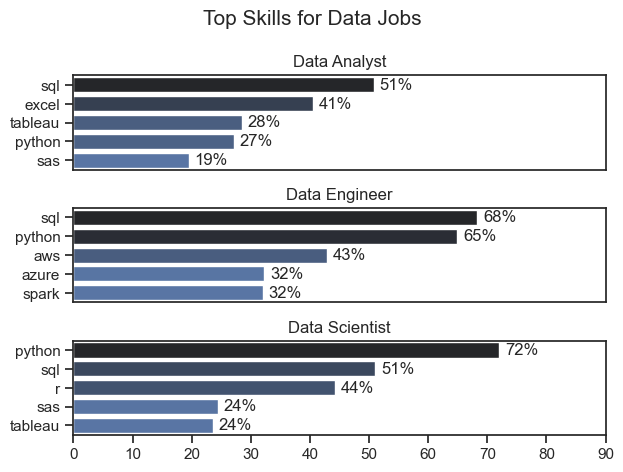 Top Skills for Data Jobs
Data Analyst
sql 51%
excel 41%
tableau 28%
python 27%
sas 19%
Data Engineer
sql 68%
python 65%
aws 43%
azure 32%
spark 32%
Data Scientist
python 72%
sql 51%
r 44%
sas 24%
tableau 24%
0 10 20 30 40 50 60 70 80 90